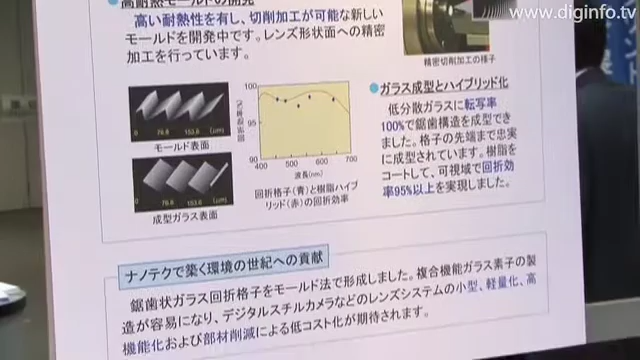 www.diginfo.tv
高耐熱モールドの開発
高い耐熱性を有し、切削加工が可能な新しい
モールドを開発中です。レンズ形状面への精密
加工を行っています。
精密切削加工の様子
モールド表面
成型ガラス表面
0 76.6 153.6 [μm]
0 76.6 153.6 [μm]
100
95
90
400 500 600 700
波長(nm)
回折格子(青)と樹脂ハイブ
リッド(赤)の回折効率
ガラス成型とハイブリッド化
低分散ガラスに転写率
100%で鋸歯構造を成型でき
ました。格子の先端まで忠実
に成型されています。樹脂を
コートして、可視域で回折効
率95%以上を実現しました。
ナノテクで築く環境の世紀への貢献
鋸歯状ガラス回折格子をモールド法で形成しました。複合機能ガラス素子の製
造が容易になり、デジタルスチルカメラなどのレンズシステムの小型、軽量化、高
機能化および部材削減による低コスト化が期待されます。